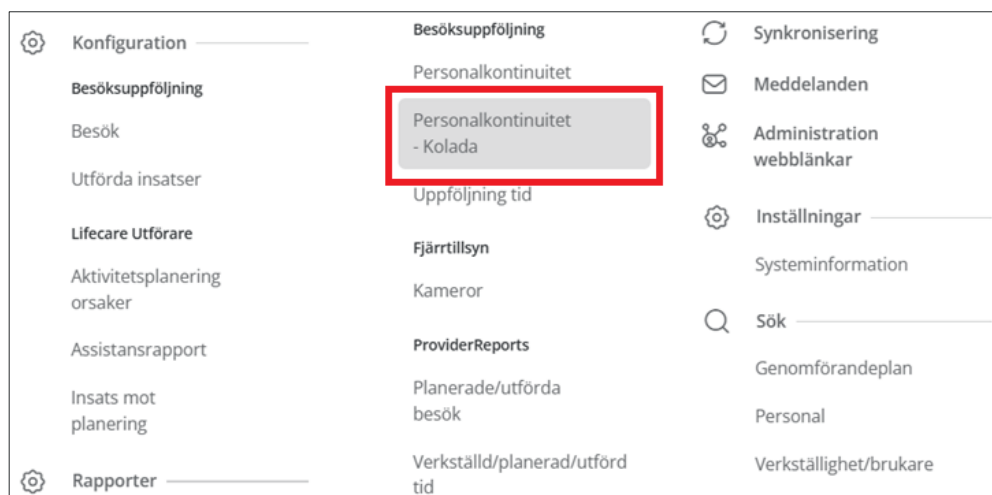 Konfiguration
Besöksuppföljning
Besök
Utförda insatser
Lifecare Utförare
Aktivitetsplanering
orsaker
Assistansrapport
Insats mot
planering
Rapporter
Besöksuppföljning
Personalkontinuitet
Personalkontinuitet
- Kolada
Uppföljning tid
Fjärrtillsyn
Kameror
ProviderReports
Planerade/utförda
besök
Verkställd/planerad/utförd
tid
Synkronisering
Meddelanden
Administration
webblänkar
Inställningar
Systeminformation
Sök
Genomförandeplan
Personal
Verkställighet/brukare